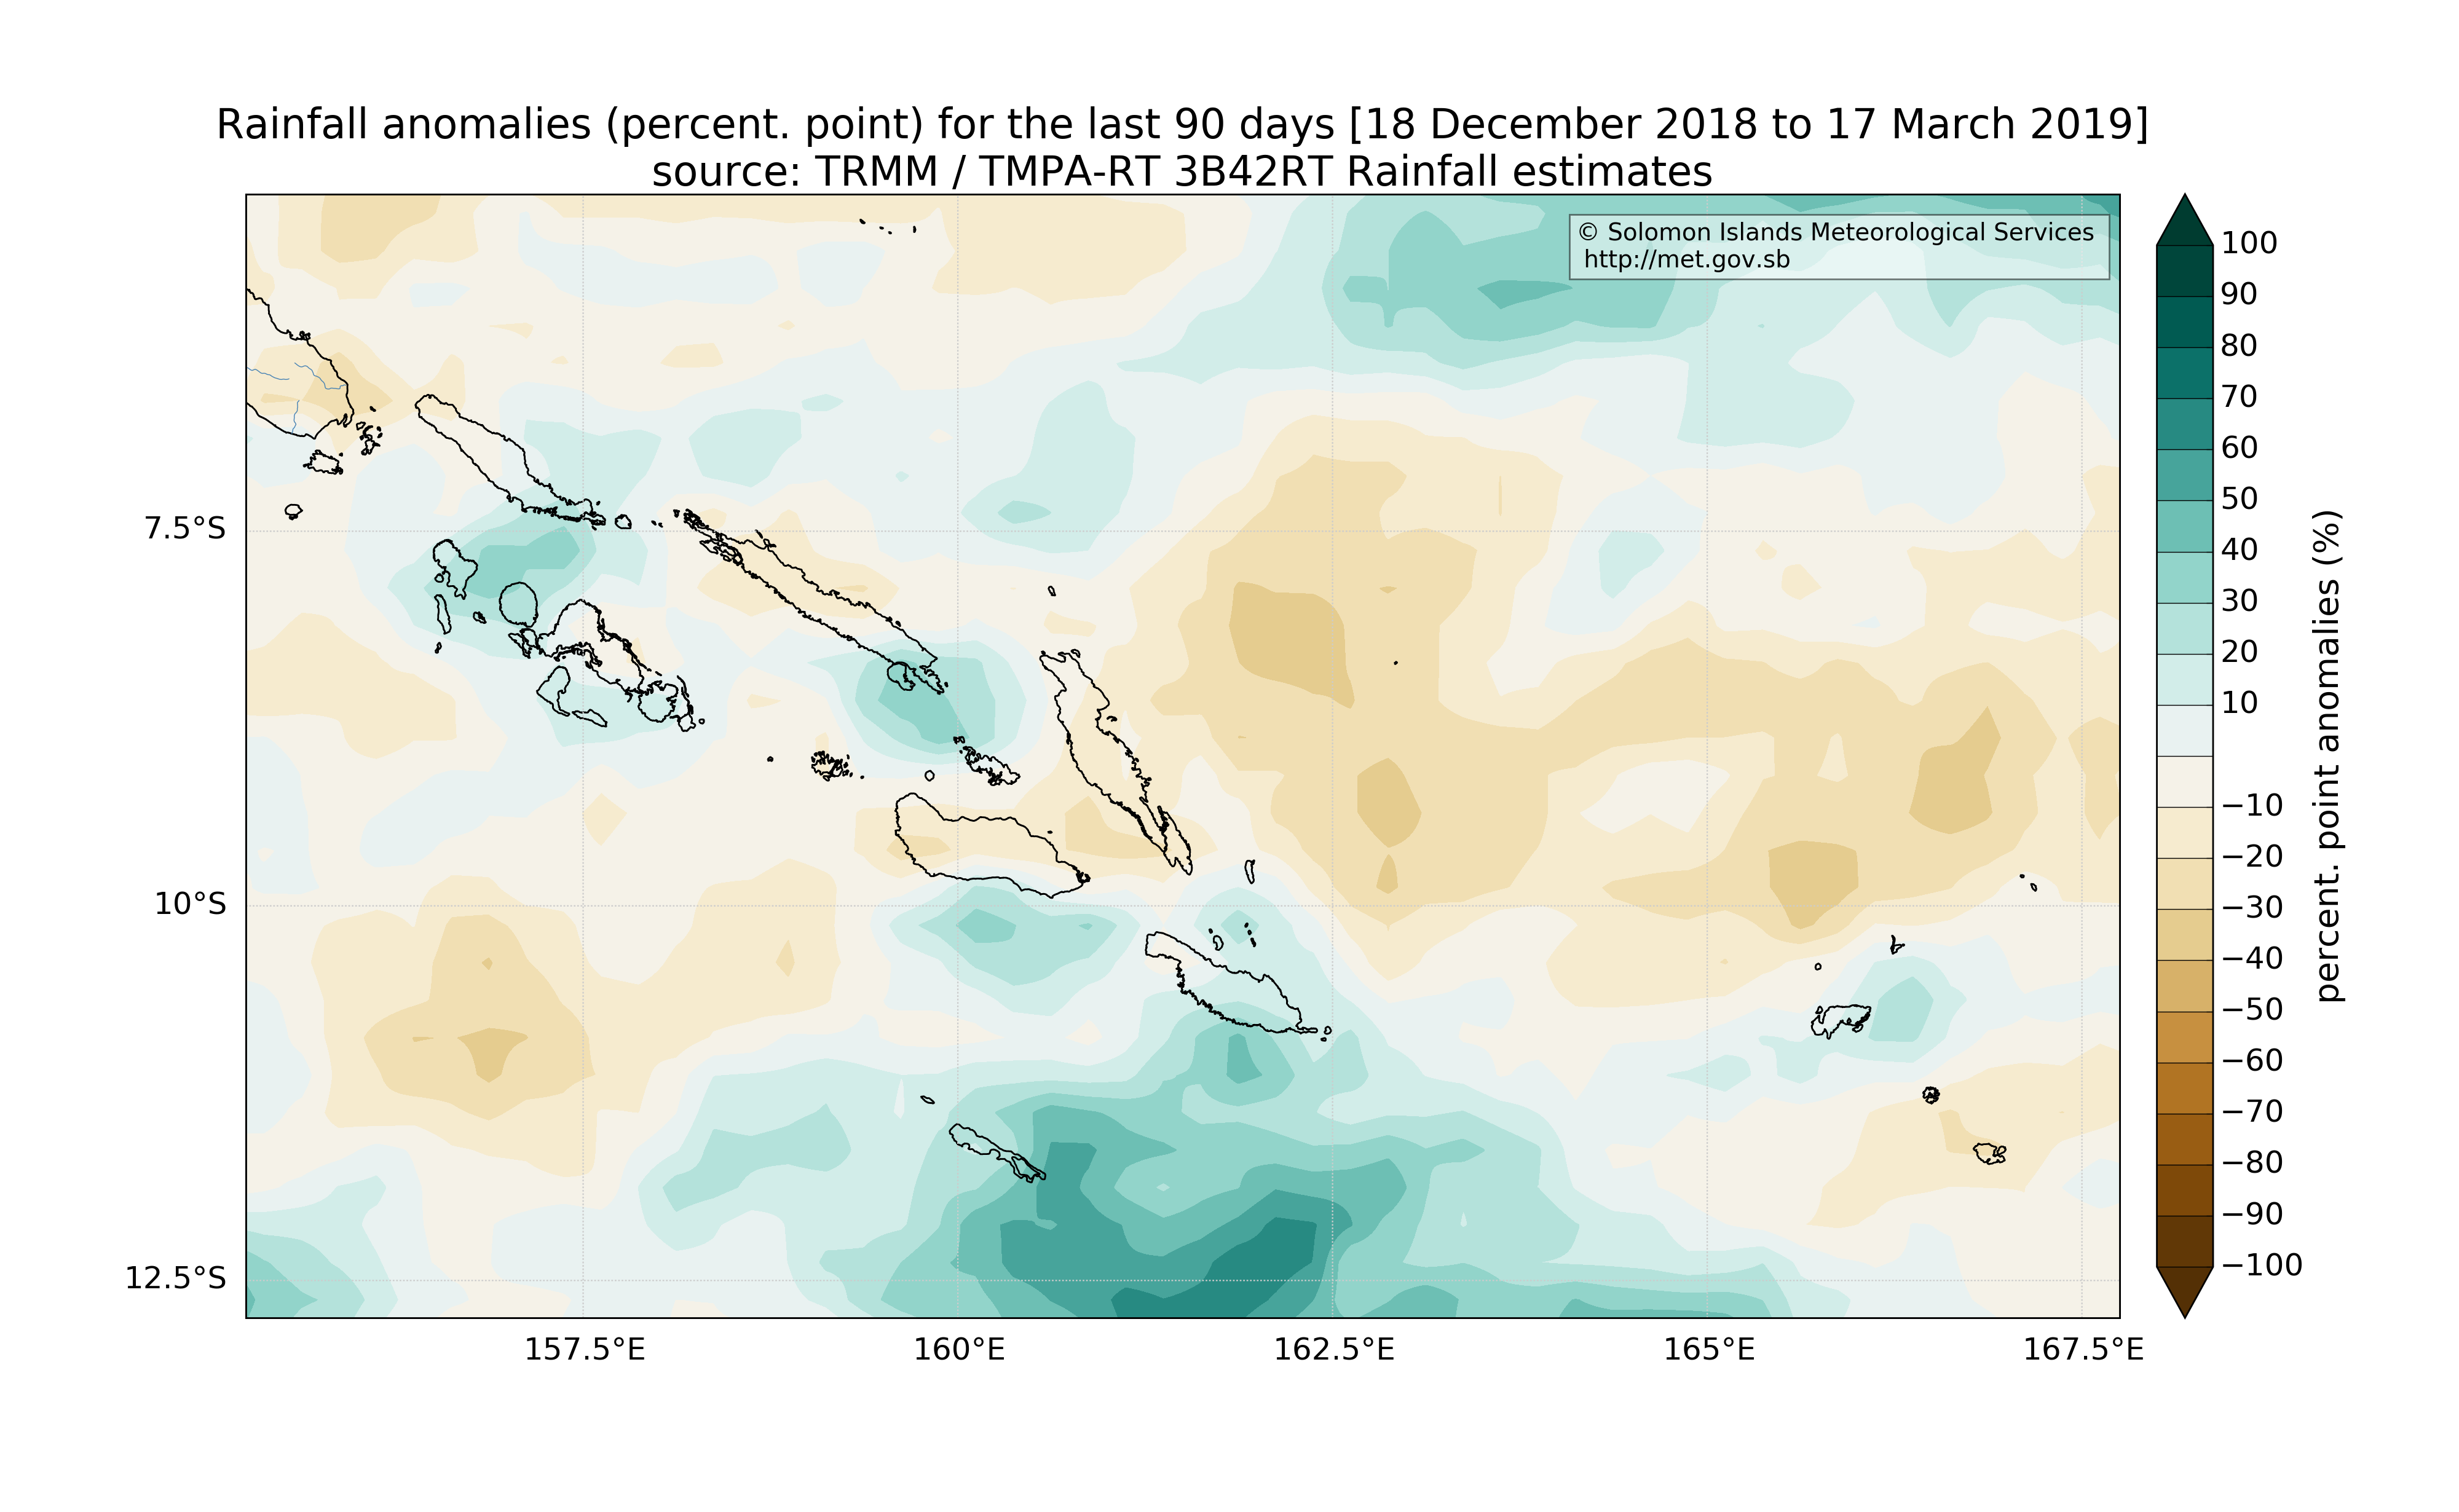 Rainfall anomalies (percent. point) for the last 90 days [18 December 2018 to 17 March 2019]
source: TRMM / TMPA-RT 3B42RT Rainfall estimates
© Solomon Islands Meteorological Services
http://met.gov.sb
7.5°S
10°S
12.5°S
157.5°E
160°E
162.5°E
165°E
167.5°E
100
90
80
70
60
50
40
30
20
10
−10
−20
−30
−40
−50
−60
−70
−80
−90
−100
percent. point anomalies (%)